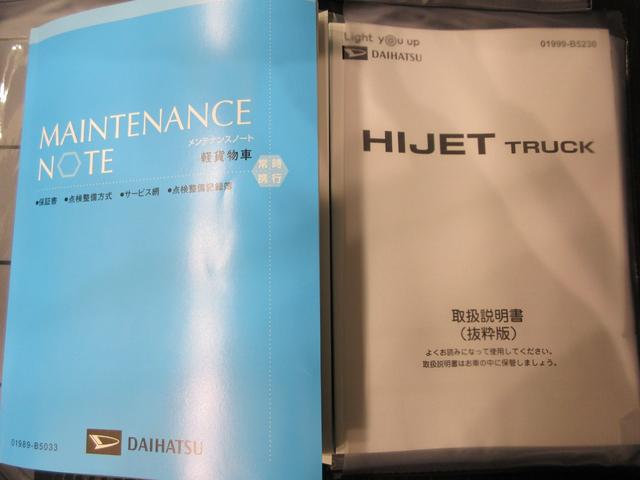 MAINTENANCE
NOTE
メンテナンスノート
軽貨物車
常時
携行
●保証書 ●点検整備方式 ●サービス網 ●点検整備記録簿
01989-B5033
DAIHATSU
Light you up
DAIHATSU
01999-B5230
HIJET TRUCK
取扱説明書
（抜粋版）
よくお読みになって使用してください。
取扱説明書はお車の中に保管しましょう。